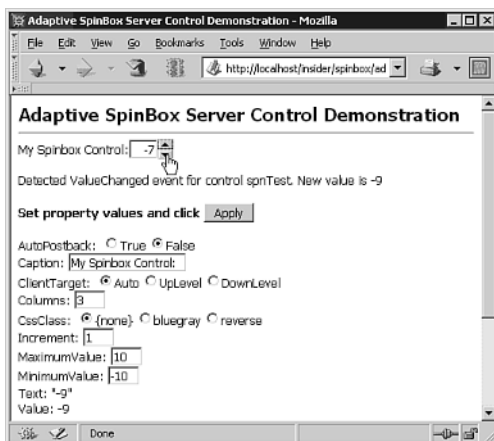 Adaptive SpinBox Server Control Demonstration - Mozilla
File Edit View Go Bookmarks Tools Window Help
http://localhost/insider/spinbox/ad
Adaptive SpinBox Server Control Demonstration
My Spinbox Control: -7
Detected ValueChanged event for control spnTest. New value is -9
Set property values and click Apply
AutoPostback: True False
Caption: My Spinbox Control:
ClientTarget: Auto UpLevel DownLevel
Columns: 3
CssClass: {none} bluegray reverse
Increment: 1
MaximumValue: 10
MinimumValue: -10
Text: "-9"
Value: -9
Done